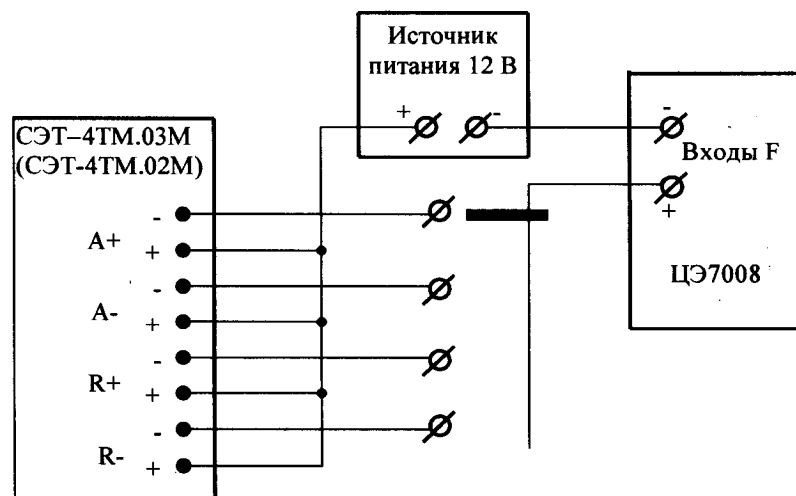 Источник
питания 12 В
+ -
СЭТ–4ТМ.03М
(СЭТ-4ТМ.02М)
-
А+
+
-
А-
+
-
R+
+
-
R-
+
-
Входы F
+
ЦЭ7008